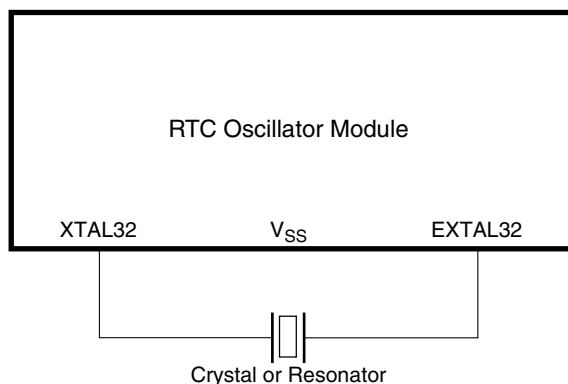 RTC Oscillator Module
XTAL32 VSS EXTAL32
Crystal or Resonator